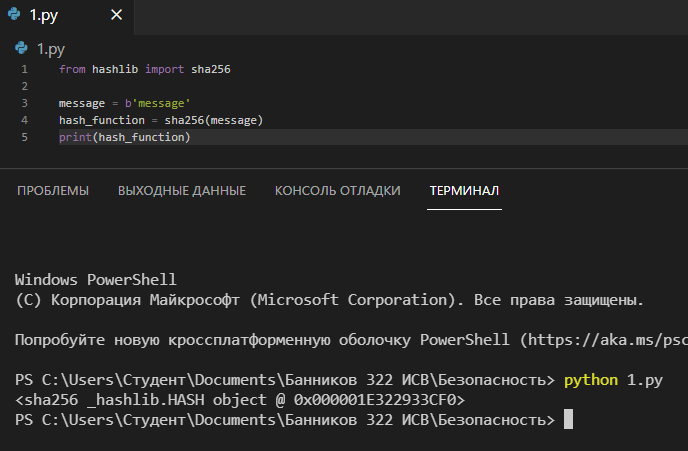 1.py
1.py
1 from hashlib import sha256
2
3 message = b'message'
4 hash_function = sha256(message)
5 print(hash_function)
ПРОБЛЕМЫ ВЫХОДНЫЕ ДАННЫЕ КОНСОЛЬ ОТЛАДКИ ТЕРМИНАЛ
Windows PowerShell
(C) Корпорация Майкрософт (Microsoft Corporation). Все права защищены.
Попробуйте новую кроссплатформенную оболочку PowerShell (https://aka.ms/psc
PS C:\Users\Студент\Documents\Банников 322 ИСВ\Безопасность> python 1.py
<sha256 _hashlib.HASH object @ 0x000001E322933CF0>
PS C:\Users\Студент\Documents\Банников 322 ИСВ\Безопасность>